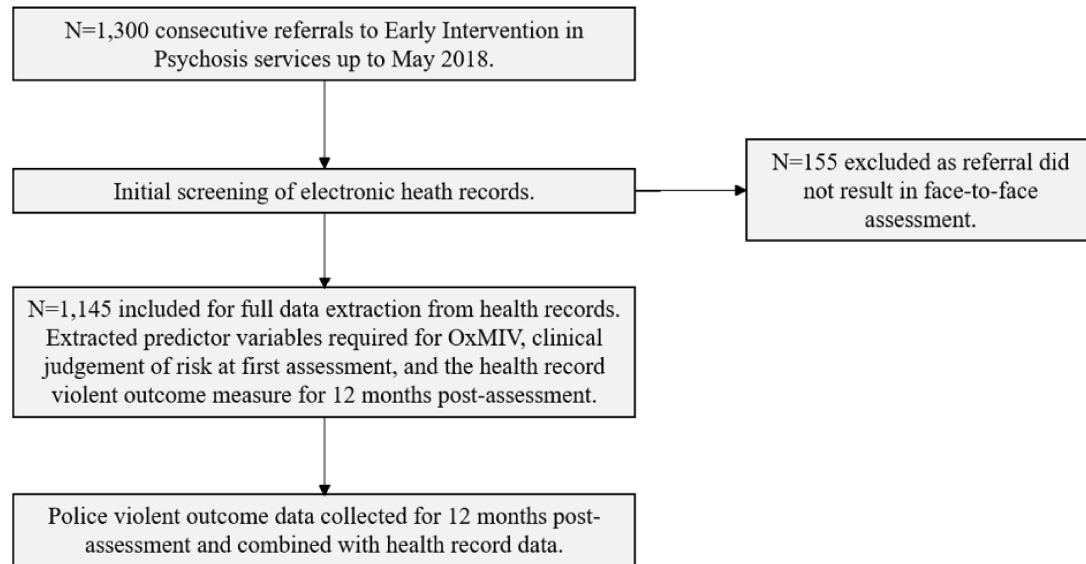 N=1,300 consecutive referrals to Early Intervention in
Psychosis services up to May 2018.
Initial screening of electronic heath records.
N=155 excluded as referral did
not result in face-to-face
assessment.
N=1,145 included for full data extraction from health records.
Extracted predictor variables required for OxMIV, clinical
judgement of risk at first assessment, and the health record
violent outcome measure for 12 months post-assessment.
Police violent outcome data collected for 12 months post-
assessment and combined with health record data.